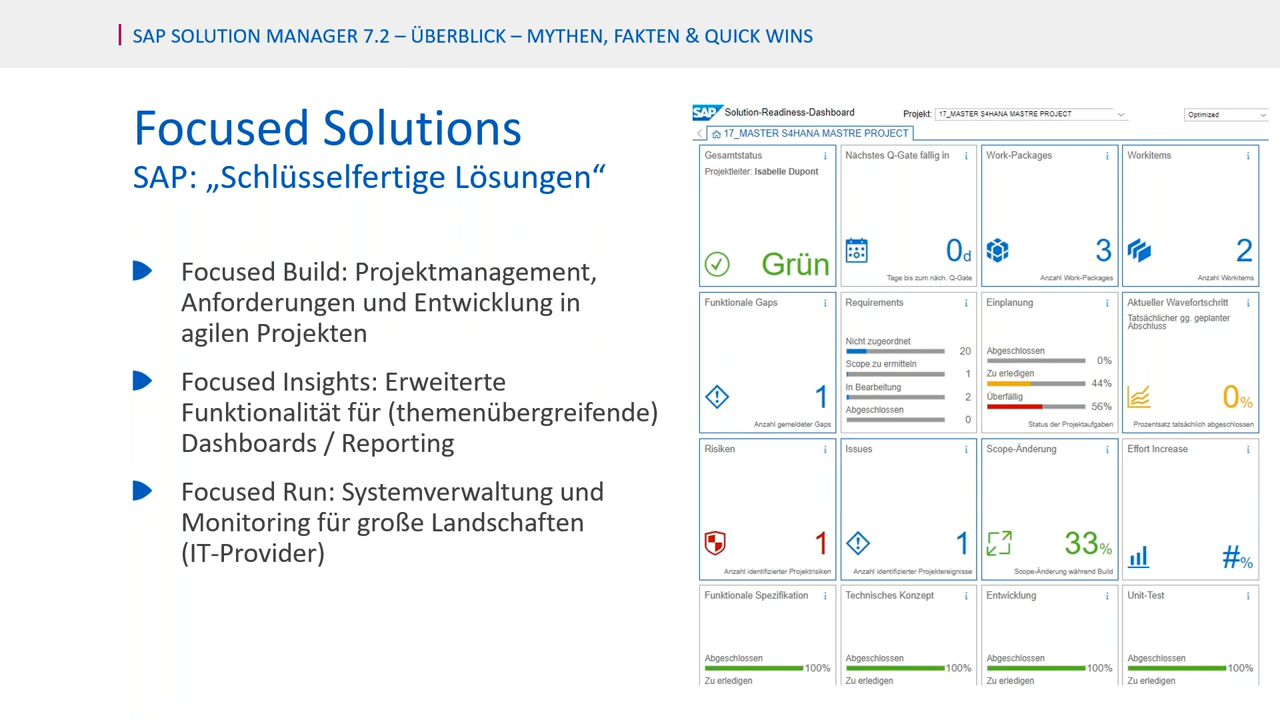 SAP SOLUTION MANAGER 7.2 – ÜBERBLICK – MYTHEN, FAKTEN & QUICK WINS
Focused Solutions
SAP: „Schlüsselfertige Lösungen“
Focused Build: Projektmanagement,
Anforderungen und Entwicklung in
agilen Projekten
Focused Insights: Erweiterte
Funktionalität für (themenübergreifende)
Dashboards / Reporting
Focused Run: Systemverwaltung und
Monitoring für große Landschaften
(IT-Provider)
SAP Solution-Readiness-Dashboard Projekt: 17_MASTER S4HANA MASTRE PROJECT Optimized
17_MASTER S4HANA MASTRE PROJECT
Gesamtstatus i
Projektleiter: Isabelle Dupont
Grün
Nächstes Q-Gate fällig in i
0d
Tage bis zum näch. Q-Gate
Work-Packages i
3
Anzahl Work-Packages
Workitems i
2
Anzahl Workitems
Funktionale Gaps i
1
Anzahl gemeldeter Gaps
Requirements i
Nicht zugeordnet
20
Scope zu ermitteln
1
In Bearbeitung
2
Abgeschlossen
0
Einplanung i
Abgeschlossen
0%
Zu erledigen
44%
Überfällig
56%
Status der Projektaufgaben
Aktueller Wavefortschritt i
Tatsächlicher gg. geplanter
Abschluss
0%
Prozentsatz tatsächlich abgeschlossen
Risiken i
1
Anzahl identifizierter Projektrisiken
Issues i
1
Anzahl identifizierter Projektereignisse
Scope-Änderung i
33%
Scope-Änderung während Build
Effort Increase i
#%
Funktionale Spezifikation i
Abgeschlossen
100%
Zu erledigen
Technisches Konzept i
Abgeschlossen
100%
Zu erledigen
Entwicklung i
Abgeschlossen
100%
Zu erledigen
Unit-Test i
Abgeschlossen
100%
Zu erledigen